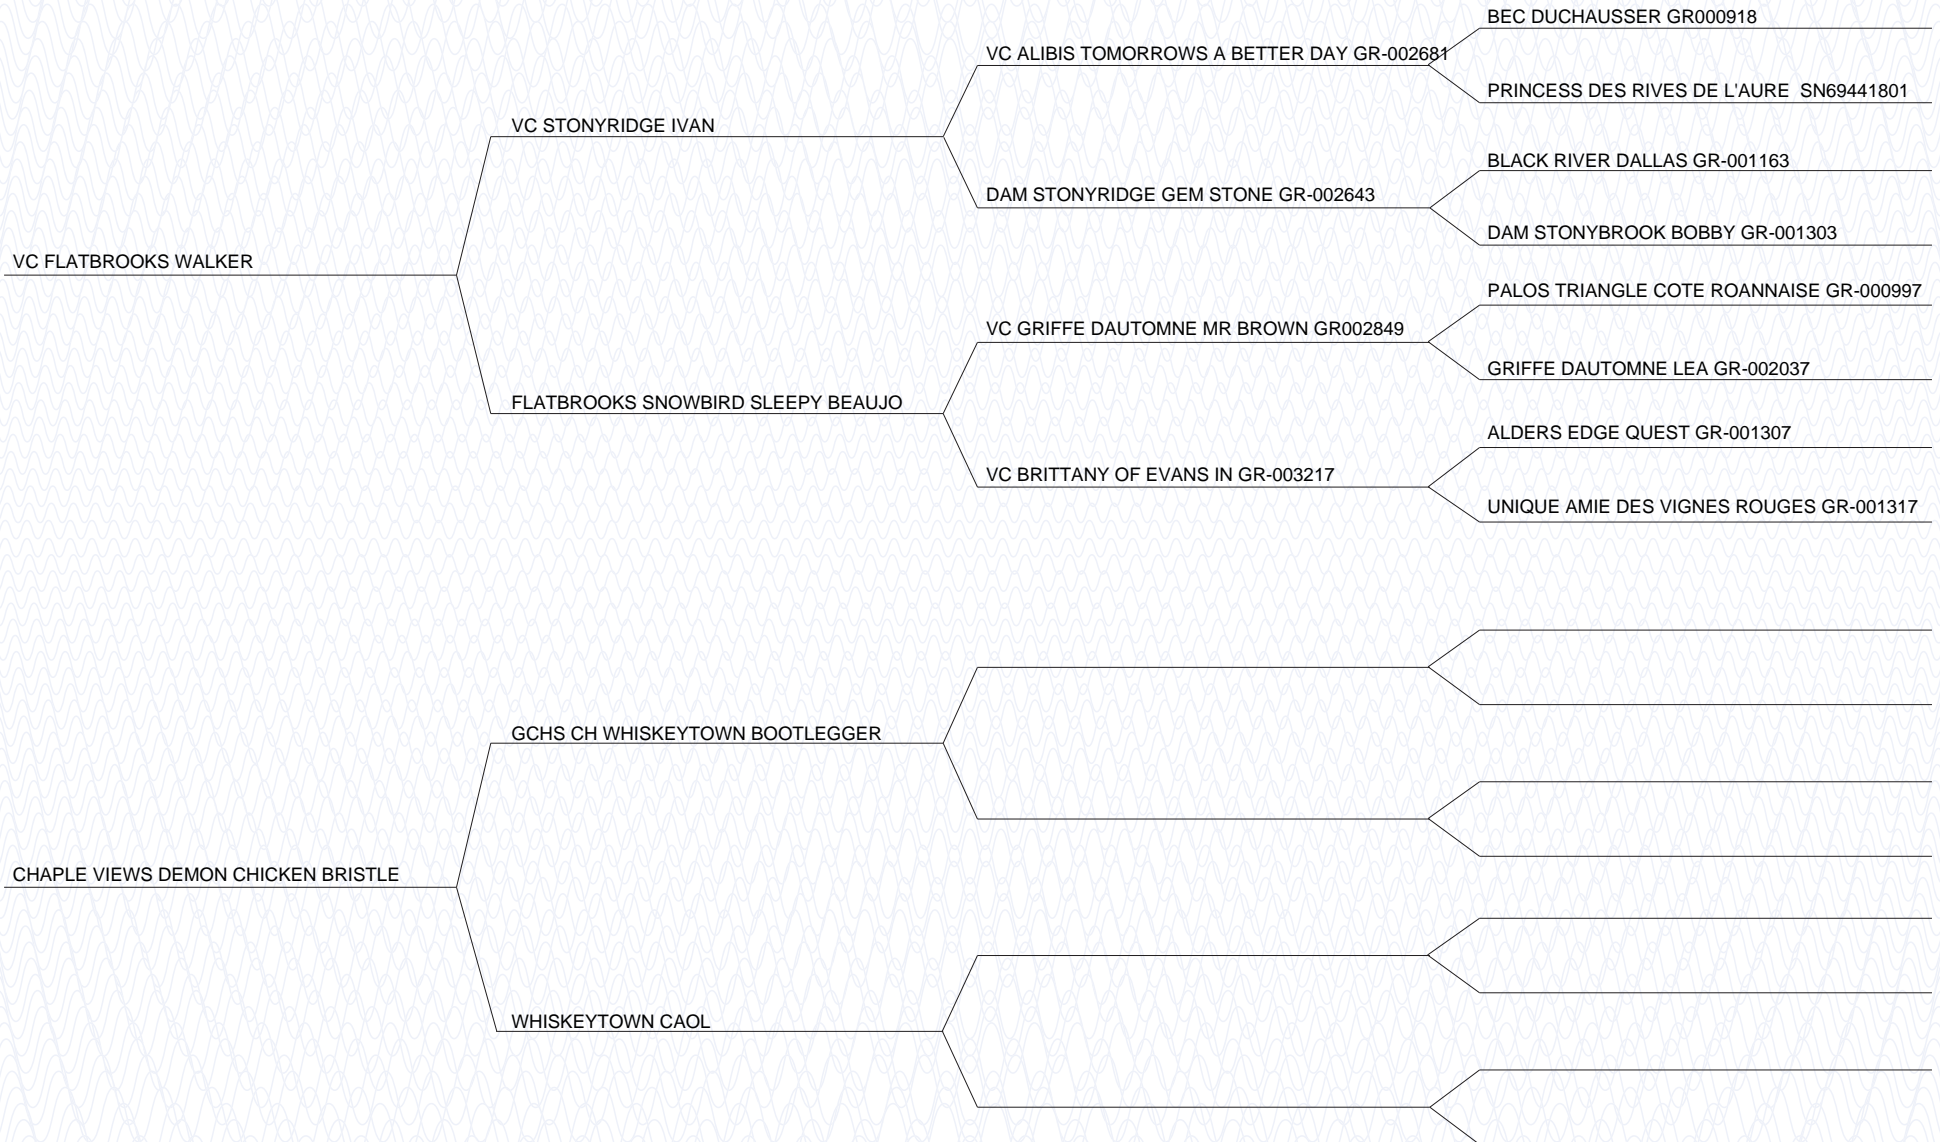 BEC DUCHAUSSER GR000918
VC ALIBIS TOMORROWS A BETTER DAY GR-002681
PRINCESS DES RIVES DE L'AURE SN69441801
VC STONYRIDGE IVAN
BLACK RIVER DALLAS GR-001163
DAM STONYRIDGE GEM STONE GR-002643
DAM STONYBROOK BOBBY GR-001303
VC FLATBROOKS WALKER
PALOS TRIANGLE COTE ROANNAISE GR-000997
VC GRIFFE DAUTOMNE MR BROWN GR002849
GRIFFE DAUTOMNE LEA GR-002037
FLATBROOKS SNOWBIRD SLEEPY BEAUJO
ALDERS EDGE QUEST GR-001307
VC BRITTANY OF EVANS IN GR-003217
UNIQUE AMIE DES VIGNES ROUGES GR-001317
GCHS CH WHISKEYTOWN BOOTLEGGER
CHAPLE VIEWS DEMON CHICKEN BRISTLE
WHISKEYTOWN CAOL